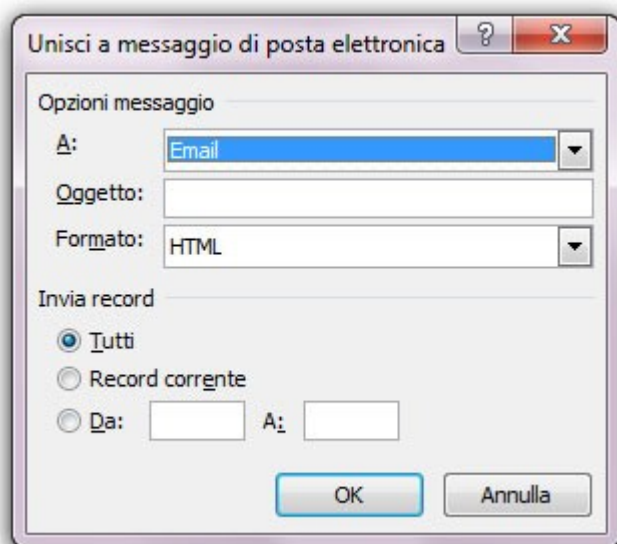 Unisci a messaggio di posta elettronica ?
Opzioni messaggio
A: Email
Oggetto:
Formato: HTML
Invia record
Tutti
Record corrente
Da: A:
OK Annulla